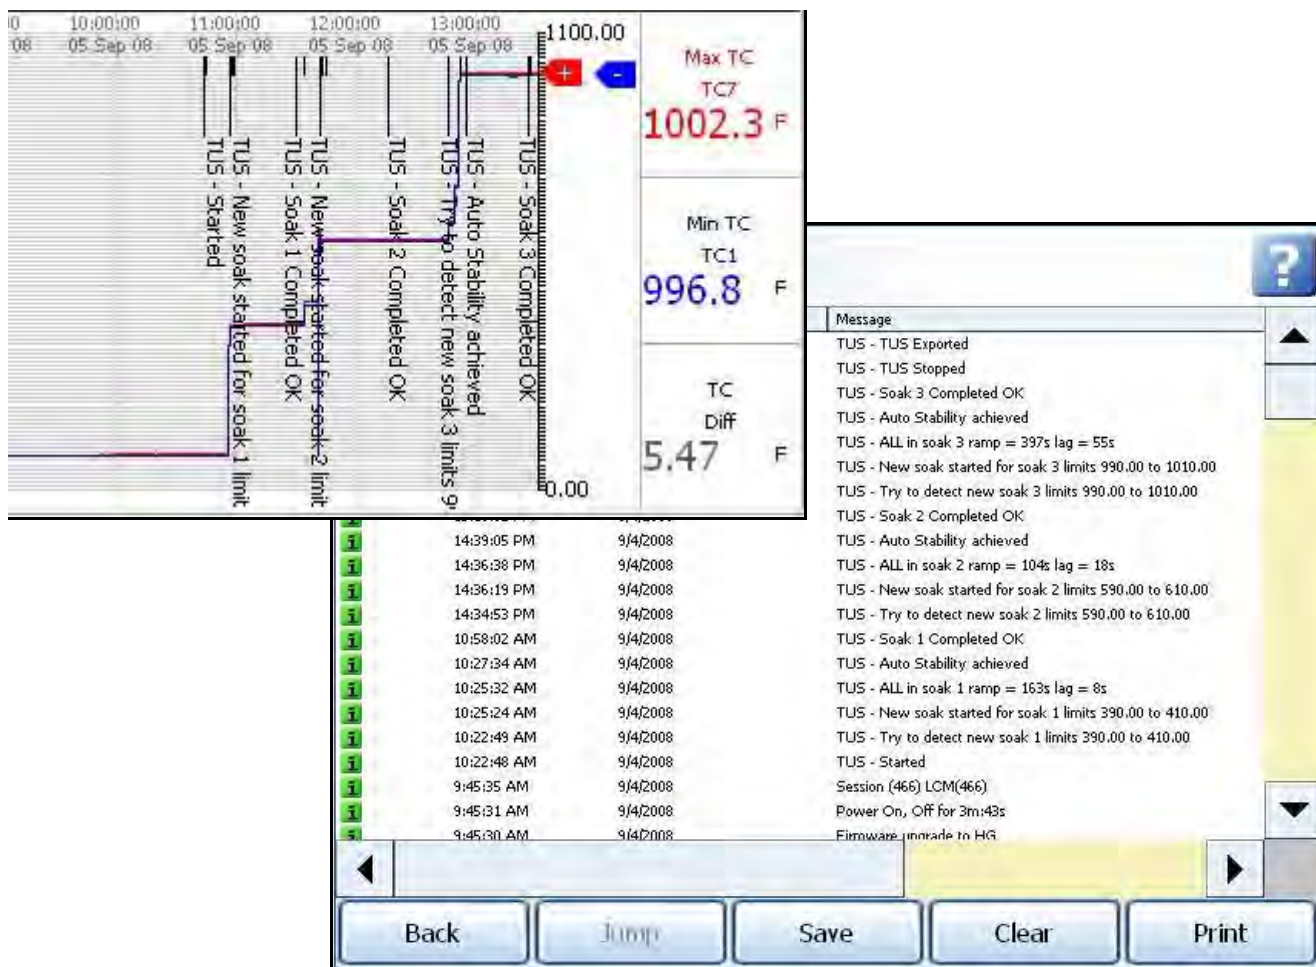 10:00:00 11:00:00 12:00:00 13:00:00
08 05 Sep 08 05 Sep 08 05 Sep 08 05 Sep 08
1100.00
TUS - Started
TUS - New soak started for soak 1 limit
TUS - Soak 1 Completed OK
TUS - New soak started for soak 2 limit
TUS - Soak 2 Completed OK
TUS - Try to detect new soak 3 limits 9
TUS - Auto Stability achieved
TUS - Soak 3 Completed OK
0.00
Max TC
TC7
1002.3 F
Min TC
TC1
996.8 F
TC
Diff
5.47 F
?
Message
TUS - TUS Exported
TUS - TUS Stopped
TUS - Soak 3 Completed OK
TUS - Auto Stability achieved
TUS - ALL in soak 3 ramp = 397s lag = 55s
TUS - New soak started for soak 3 limits 990.00 to 1010.00
TUS - Try to detect new soak 3 limits 990.00 to 1010.00
TUS - Soak 2 Completed OK
14:39:05 PM 9/4/2008 TUS - Auto Stability achieved
14:36:38 PM 9/4/2008 TUS - ALL in soak 2 ramp = 104s lag = 18s
14:36:19 PM 9/4/2008 TUS - New soak started for soak 2 limits 590.00 to 610.00
14:34:53 PM 9/4/2008 TUS - Try to detect new soak 2 limits 590.00 to 610.00
10:58:02 AM 9/4/2008 TUS - Soak 1 Completed OK
10:27:34 AM 9/4/2008 TUS - Auto Stability achieved
10:25:32 AM 9/4/2008 TUS - ALL in soak 1 ramp = 163s lag = 8s
10:25:24 AM 9/4/2008 TUS - New soak started for soak 1 limits 390.00 to 410.00
10:22:49 AM 9/4/2008 TUS - Try to detect new soak 1 limits 390.00 to 410.00
10:22:48 AM 9/4/2008 TUS - Started
9:45:35 AM 9/4/2008 Session (466) LCM(466)
9:45:31 AM 9/4/2008 Power On, Off for 3m:43s
9:45:30 AM 9/4/2008 Firmware upgrade to HG
Back Jump Save Clear Print